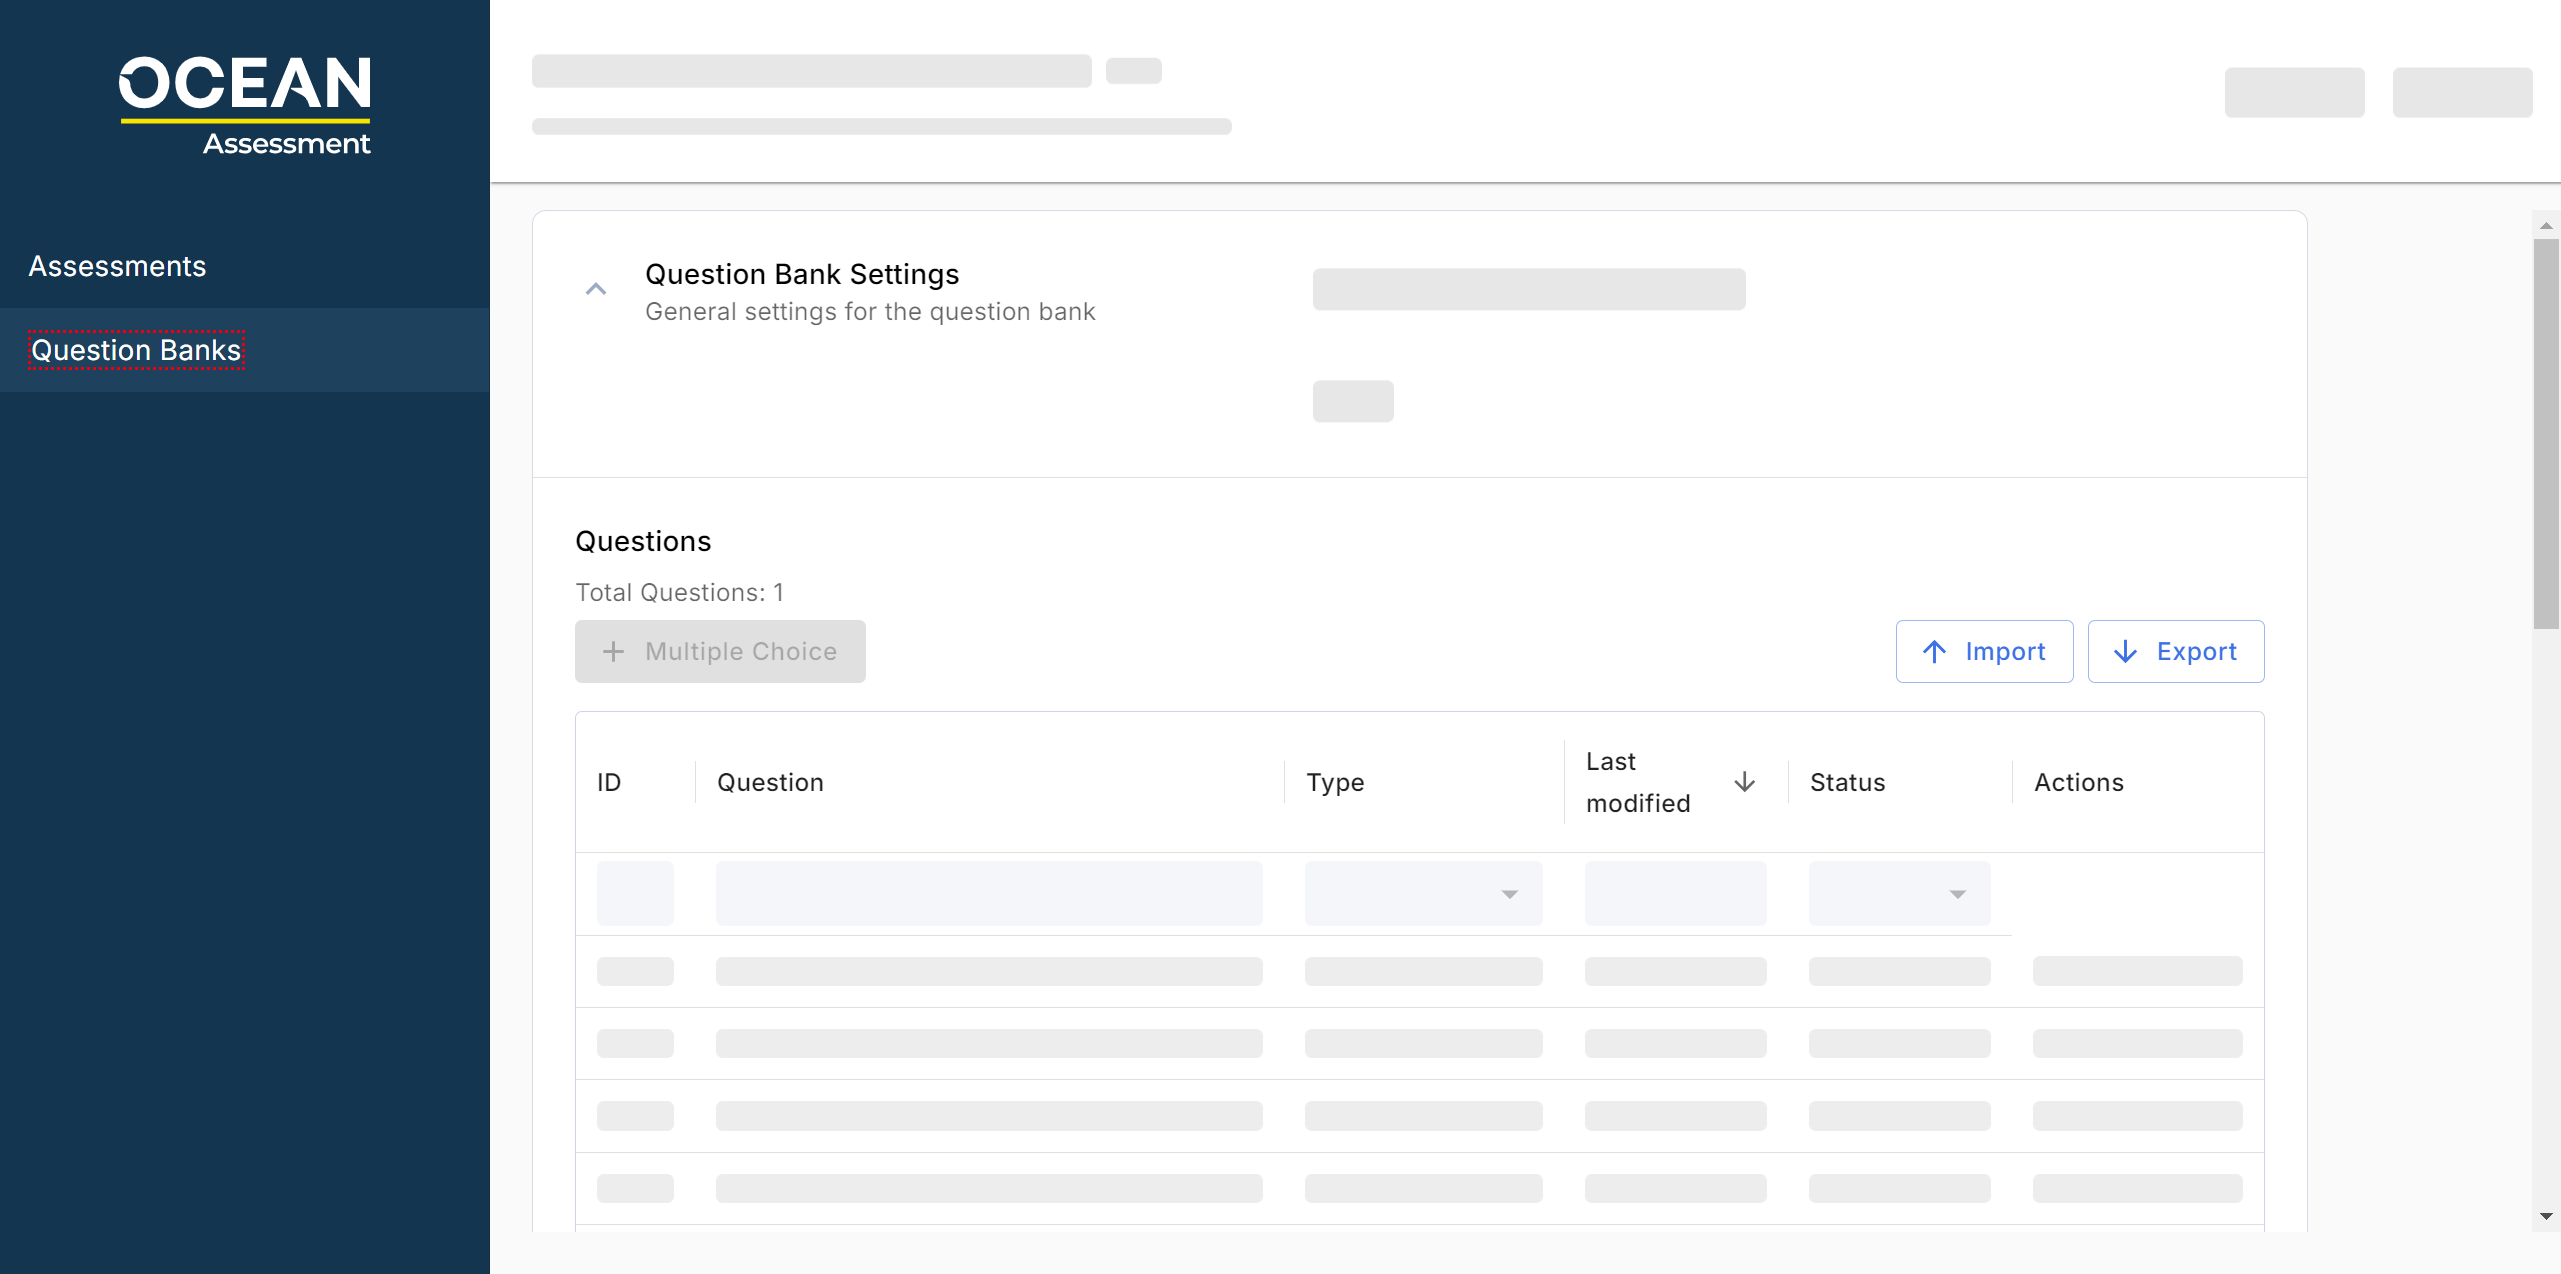 OCEAN
Assessment
Assessments
Question Banks
Question Bank Settings
General settings for the question bank
Questions
Total Questions: 1
Multiple Choice
Import
Export
ID
Question
Type
Last
modified
Status
Actions